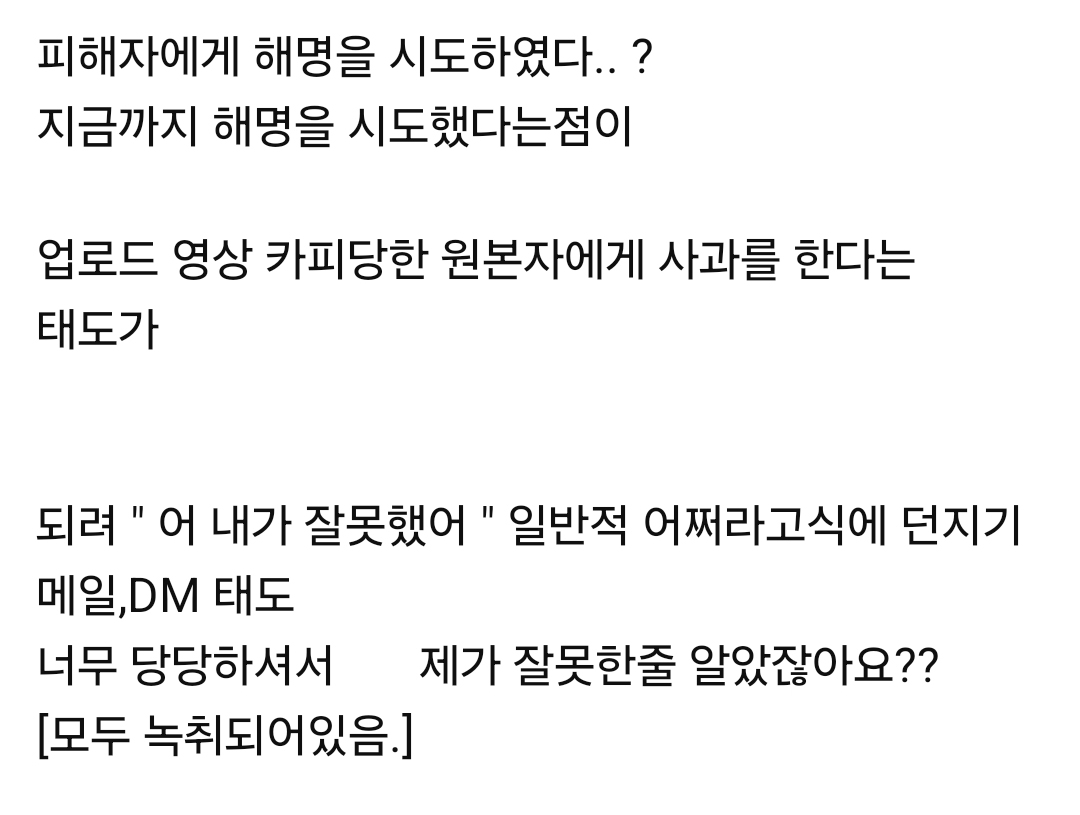 피해자에게 해명을 시도하였다.. ?
지금까지 해명을 시도했다는점이
업로드 영상 카피당한 원본자에게 사과를 한다는
태도가
되려 " 어 내가 잘못했어 " 일반적 어쩌라고식에 던지기
메일,DM 태도
너무 당당하셔서 제가 잘못한줄 알았잖아요??
[모두 녹취되어있음.]